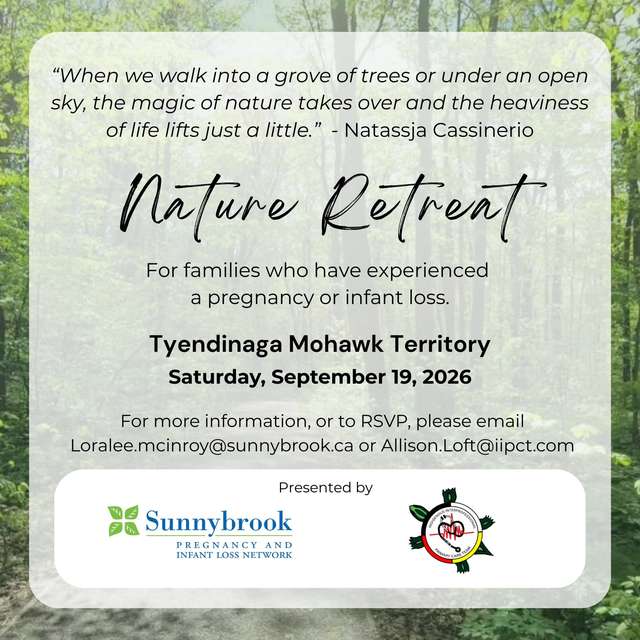 “When we walk into a grove of trees or under an open
sky, the magic of nature takes over and the heaviness
of life lifts just a little.” - Natassja Cassinerio
Nature Retreat
For families who have experienced
a pregnancy or infant loss.
Tyendinaga Mohawk Territory
Saturday, September 19, 2026
For more information, or to RSVP, please email
Loralee.mcinroy@sunnybrook.ca or Allison.Loft@iipct.com
Presented by
Sunnybrook
PREGNANCY AND
INFANT LOSS NETWORK